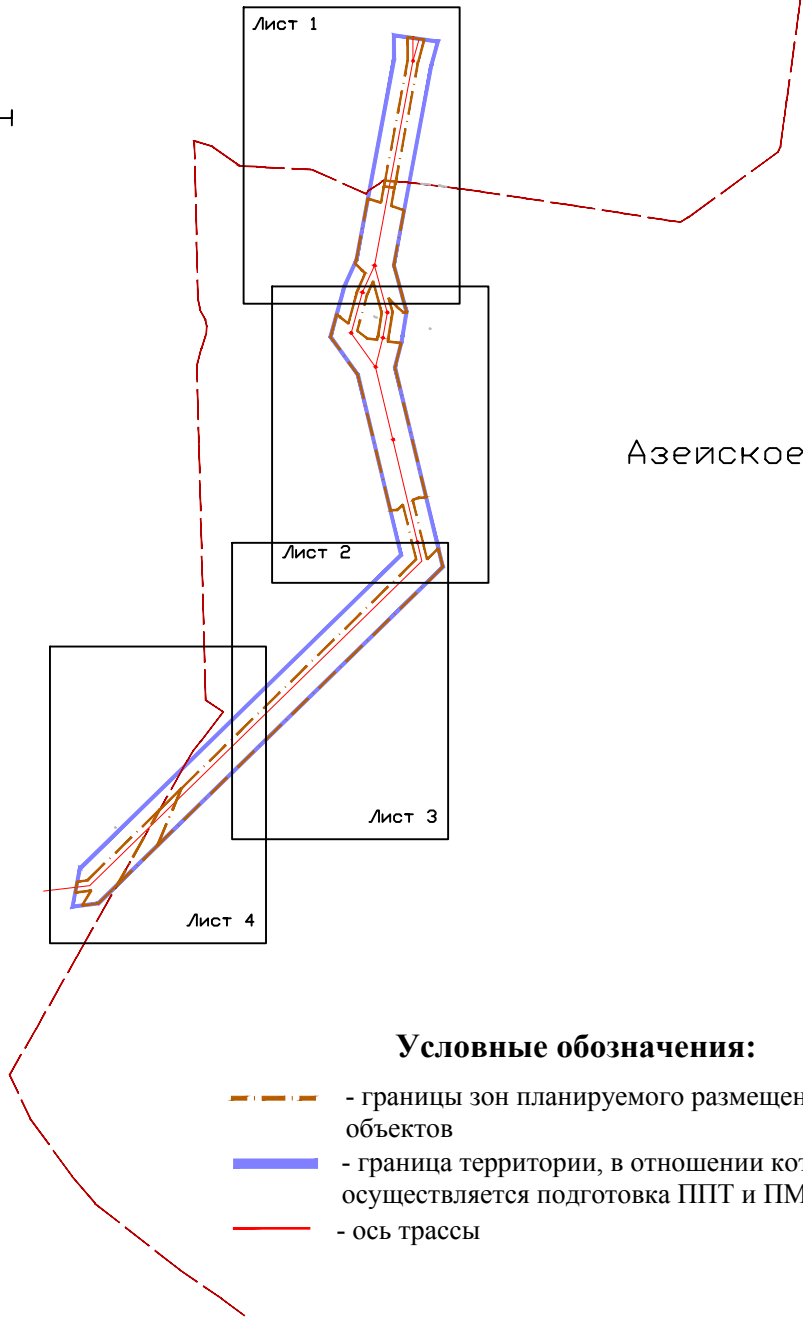 Лист 1
Азейское
Лист 2
Лист 3
Лист 4
Условные обозначения:
- границы зон планируемого размещен
объектов
- граница территории, в отношении кот
осуществляется подготовка ППТ и ПМ
- ось трассы